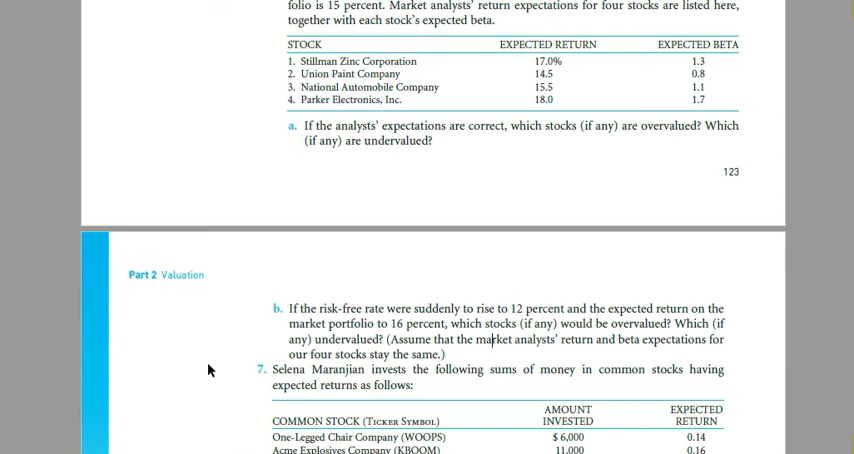 folio is 15 percent. Market analysts' return expectations for four stocks are listed here,
together with each stock's expected beta.
STOCK EXPECTED RETURN EXPECTED BETA
1. Stillman Zinc Corporation 17.0% 1.3
2. Union Paint Company 14.5 0.8
3. National Automobile Company 15.5 1.1
4. Parker Electronics, Inc. 18.0 1.7
a. If the analysts' expectations are correct, which stocks (if any) are overvalued? Which
(if any) are undervalued?
123
Part 2 Valuation
b. If the risk-free rate were suddenly to rise to 12 percent and the expected return on the
market portfolio to 16 percent, which stocks (if any) would be overvalued? Which (if
any) undervalued? (Assume that the market analysts' return and beta expectations for
our four stocks stay the same.)
7. Selena Maranjian invests the following sums of money in common stocks having
expected returns as follows:
AMOUNT EXPECTED
COMMON STOCK (TICKER SYMBOL) INVESTED RETURN
One-Legged Chair Company (WOOPS) $ 6,000 0.14
Acme Explosives Company (KBOOM) 11,000 0.16